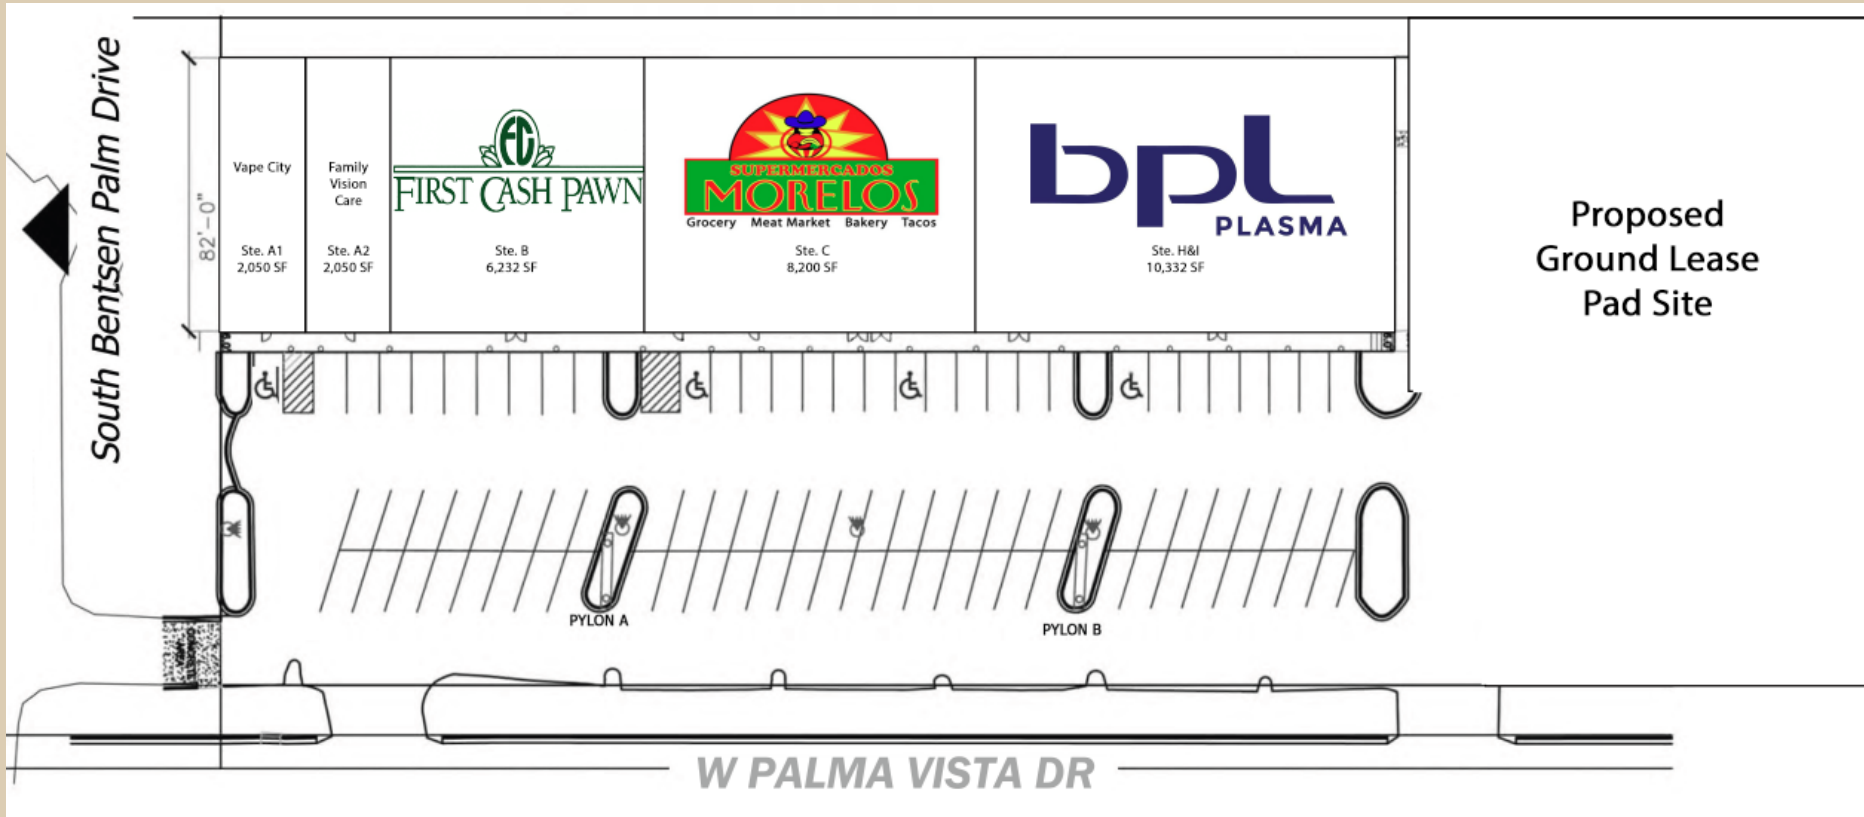 South Bentsen Palm Drive
82'-0"
Vape City
Ste. A1
2,050 SF
Family
Vision
Care
Ste. A2
2,050 SF
FC
FIRST CASH PAWN
Ste. B
6,232 SF
SUPERMERCADOS
MORELOS
Grocery Meat Market Bakery Tacos
Ste. C
8,200 SF
bpl
PLASMA
Ste. H&I
10,332 SF
Proposed
Ground Lease
Pad Site
PYLON A
PYLON B
W PALMA VISTA DR